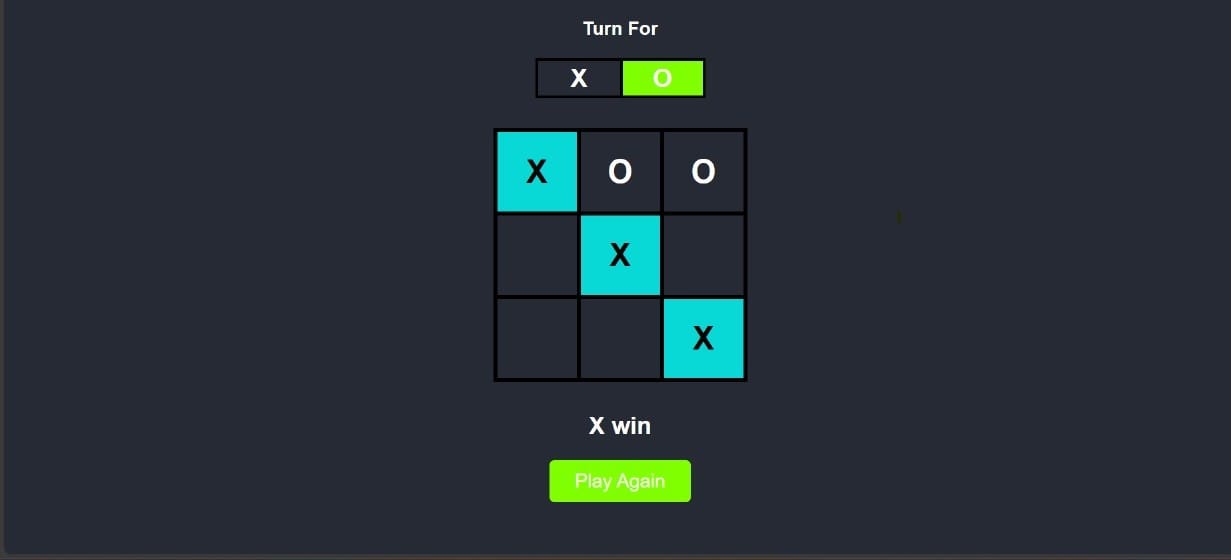 Turn For
X O
X O O
X
X
X win
Play Again